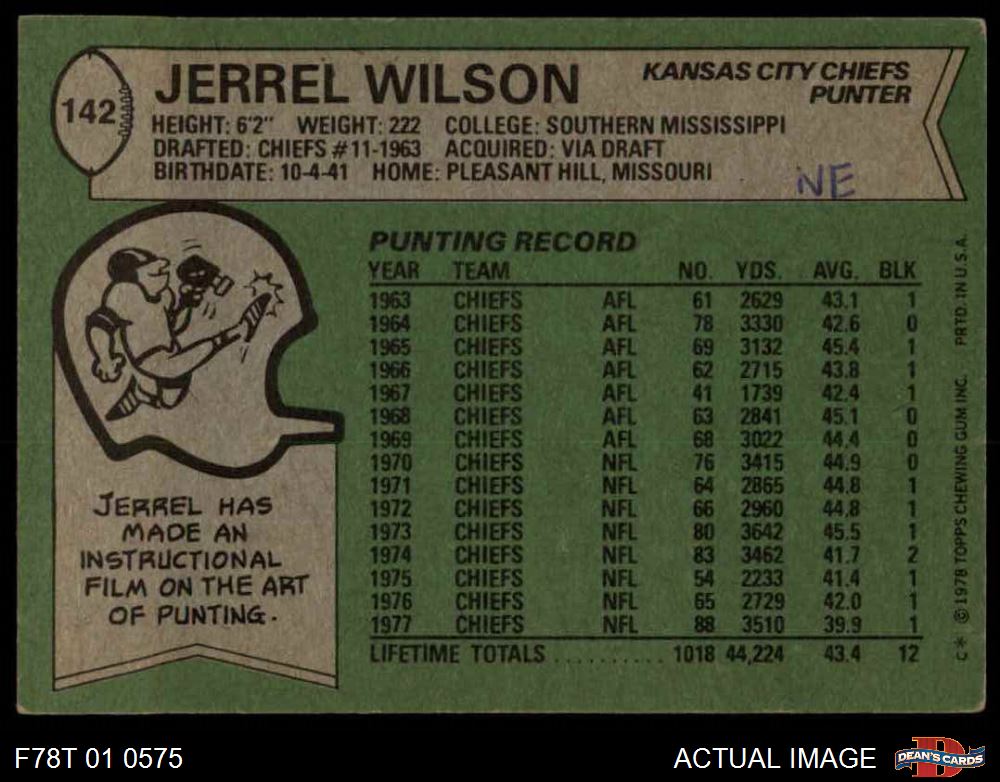 142
JERREL WILSON
KANSAS CITY CHIEFS
PUNTER
HEIGHT: 6'2" WEIGHT: 222 COLLEGE: SOUTHERN MISSISSIPPI
DRAFTED: CHIEFS #11-1963 ACQUIRED: VIA DRAFT
BIRTHDATE: 10-4-41 HOME: PLEASANT HILL, MISSOURI
NE
PUNTING RECORD
YEAR TEAM NO. YDS. AVG. BLK
1963 CHIEFS AFL 61 2629 43.1 1
1964 CHIEFS AFL 78 3330 42.6 0
1965 CHIEFS AFL 69 3132 45.4 1
1966 CHIEFS AFL 62 2715 43.8 1
1967 CHIEFS AFL 41 1739 42.4 1
1968 CHIEFS AFL 63 2841 45.1 0
1969 CHIEFS AFL 68 3022 44.4 0
1970 CHIEFS NFL 76 3415 44.9 0
1971 CHIEFS NFL 64 2865 44.8 1
1972 CHIEFS NFL 66 2960 44.8 1
1973 CHIEFS NFL 80 3642 45.5 1
1974 CHIEFS NFL 83 3462 41.7 2
1975 CHIEFS NFL 54 2233 41.4 1
1976 CHIEFS NFL 65 2729 42.0 1
1977 CHIEFS NFL 88 3510 39.9 1
LIFETIME TOTALS .......... 1018 44,224 43.4 12
JERREL HAS
MADE AN
INSTRUCTIONAL
FILM ON THE ART
OF PUNTING.
C* © 1978 TOPPS CHEWING GUM INC. PRTD. IN U.S.A.
F78T 01 0575
ACTUAL IMAGE
D
DEAN'S CARDS